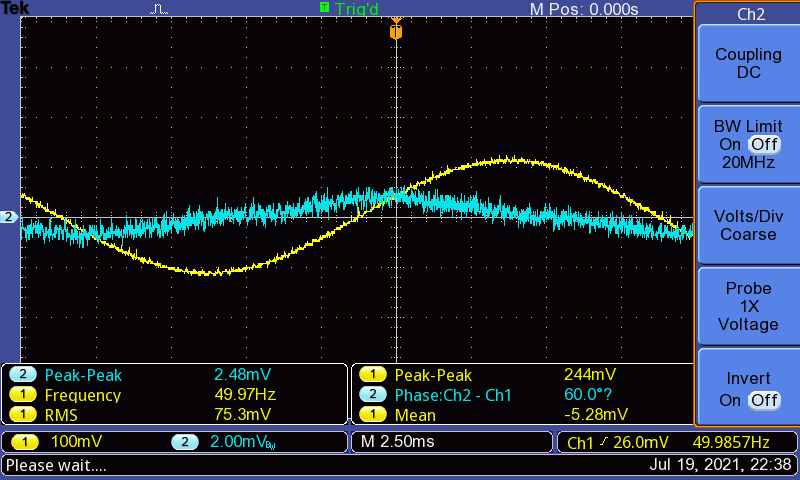 Tek Trig'd M Pos: 0.000s Ch2
T
Coupling
DC
BW Limit
On Off
20MHz
2
Volts/Div
Coarse
Probe
1X
Voltage
Invert
On Off
2 Peak-Peak 2.48mV
1 Frequency 49.97Hz
1 RMS 75.3mV
1 Peak-Peak 244mV
2 Phase:Ch2 - Ch1 60.0°?
1 Mean -5.28mV
1 100mV 2 2.00mVBW M 2.50ms Ch1 26.0mV 49.9857Hz
Please wait.... Jul 19, 2021, 22:38